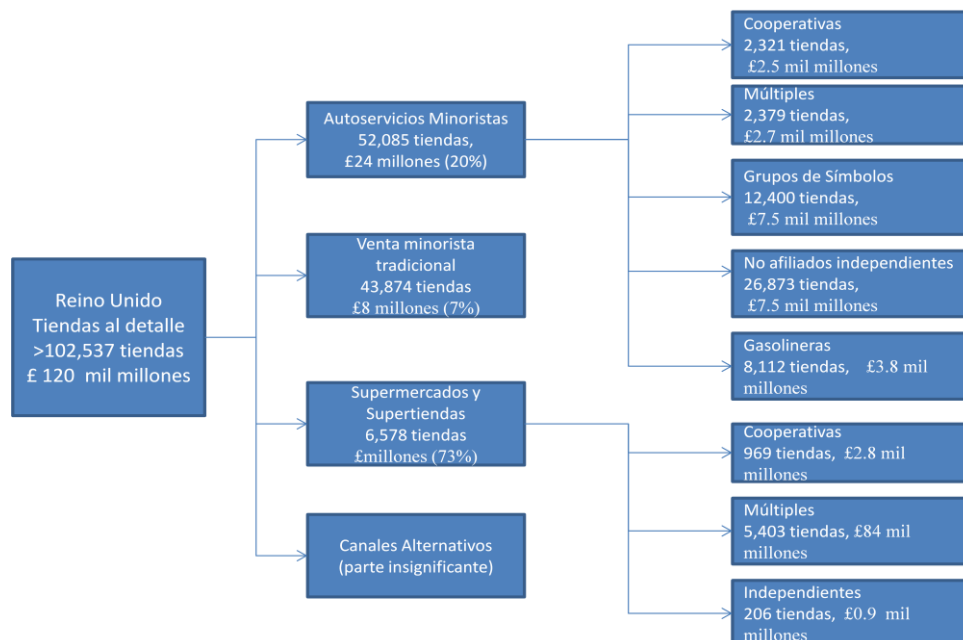 Reino Unido
Tiendas al detalle
>102,537 tiendas
£ 120 mil millones
Autoservicios Minoristas
52,085 tiendas,
£24 millones (20%)
Venta minorista
tradicional
43,874 tiendas
£8 millones (7%)
Supermercados y
Supertiendas
6,578 tiendas
£millones (73%)
Canales Alternativos
(parte insignificante)
Cooperativas
2,321 tiendas,
£2.5 mil millones
Múltiples
2,379 tiendas,
£2.7 mil millones
Grupos de Símbolos
12,400 tiendas,
£7.5 mil millones
No afiliados independientes
26,873 tiendas,
£7.5 mil millones
Gasolineras
8,112 tiendas, £3.8 mil
millones
Cooperativas
969 tiendas, £2.8 mil
millones
Múltiples
5,403 tiendas, £84 mil
millones
Independientes
206 tiendas, £0.9 mil
millones